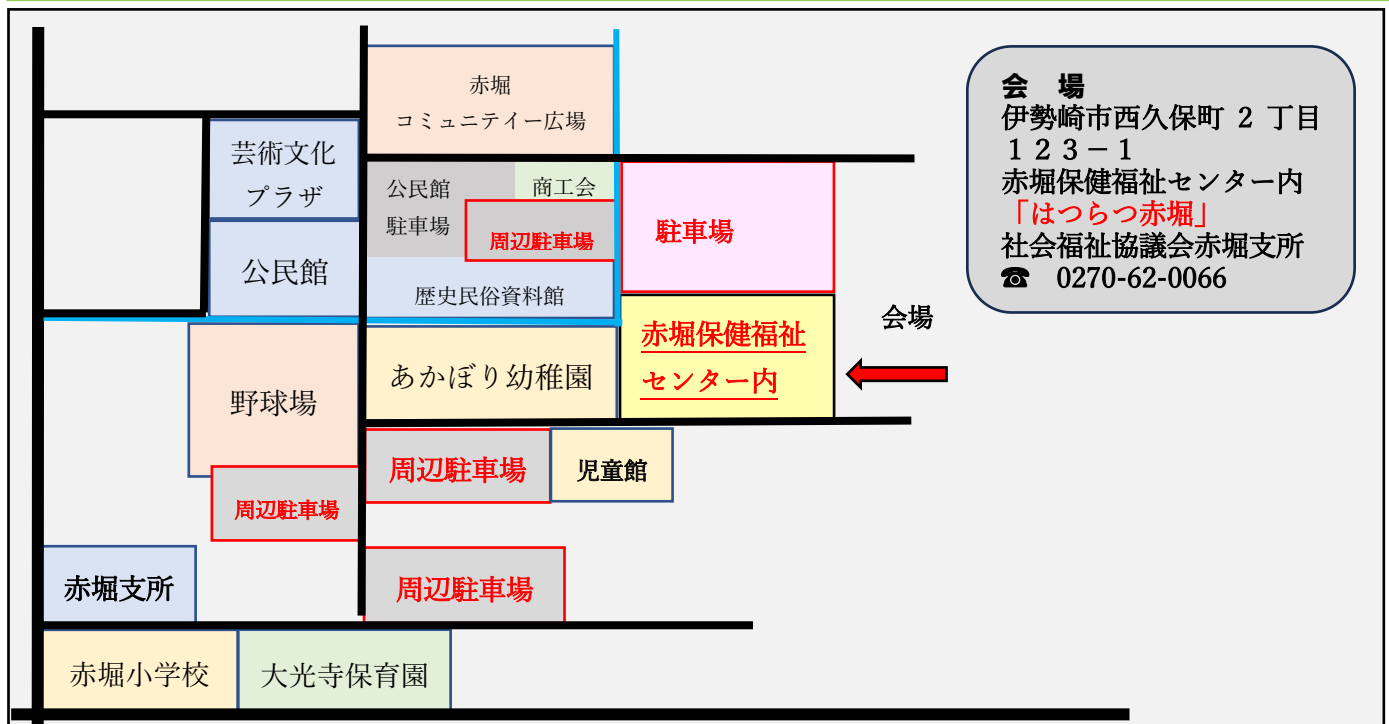 赤堀
コミュニテイー広場
会　場
伊勢崎市西久保町 2 丁目
１２３－１
赤堀保健福祉センター内
「はつらつ赤堀」
社会福祉協議会赤堀支所
☎　0270-62-0066
芸術文化
プラザ
公民館
駐車場
商工会
周辺駐車場
駐車場
公民館
歴史民俗資料館
会場
赤堀保健福祉
センター内
あかぼり幼稚園
野球場
周辺駐車場
児童館
周辺駐車場
赤堀支所
周辺駐車場
赤堀小学校
大光寺保育園